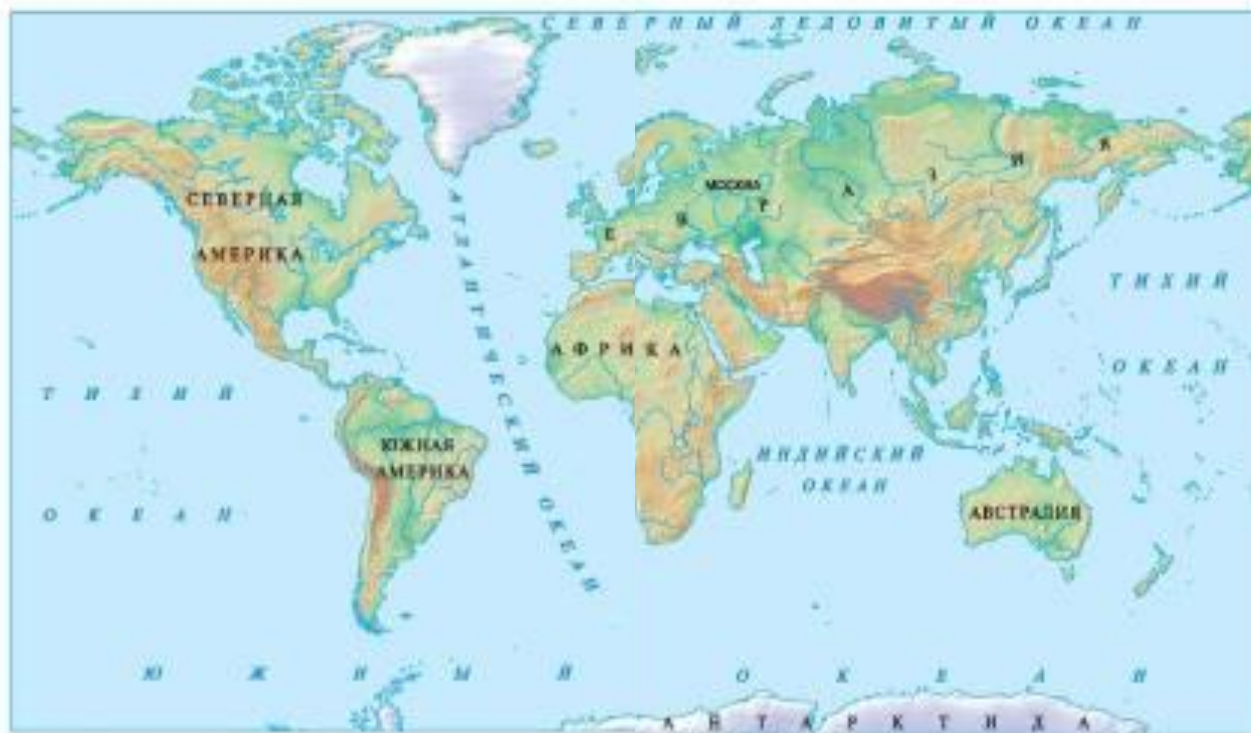 СЕВЕРНЫЙ ЛЕДОВИТЫЙ ОКЕАН
СЕВЕРНАЯ
АМЕРИКА
АТЛАНТИЧЕСКИЙ ОКЕАН
МОСКВА
ЕВРАЗИЯ
ТИХИЙ
ОКЕАН
АФРИКА
ТИХИЙ
ОКЕАН
ЮЖНАЯ
АМЕРИКА
ИНДИЙСКИЙ
ОКЕАН
АВСТРАЛИЯ
ЮЖНЫЙ ОКЕАН
АНТАРКТИДА